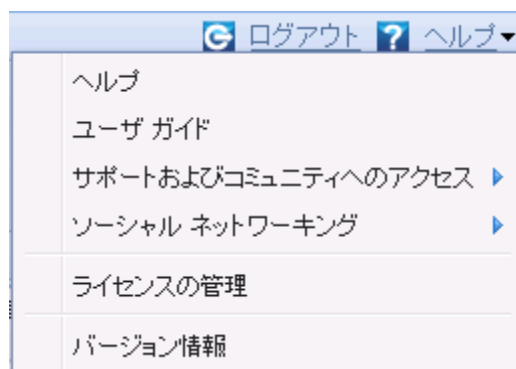 ログアウト ヘルプ
ヘルプ
ユーザ ガイド
サポートおよびコミュニティへのアクセス
ソーシャル ネットワーキング
ライセンスの管理
バージョン情報